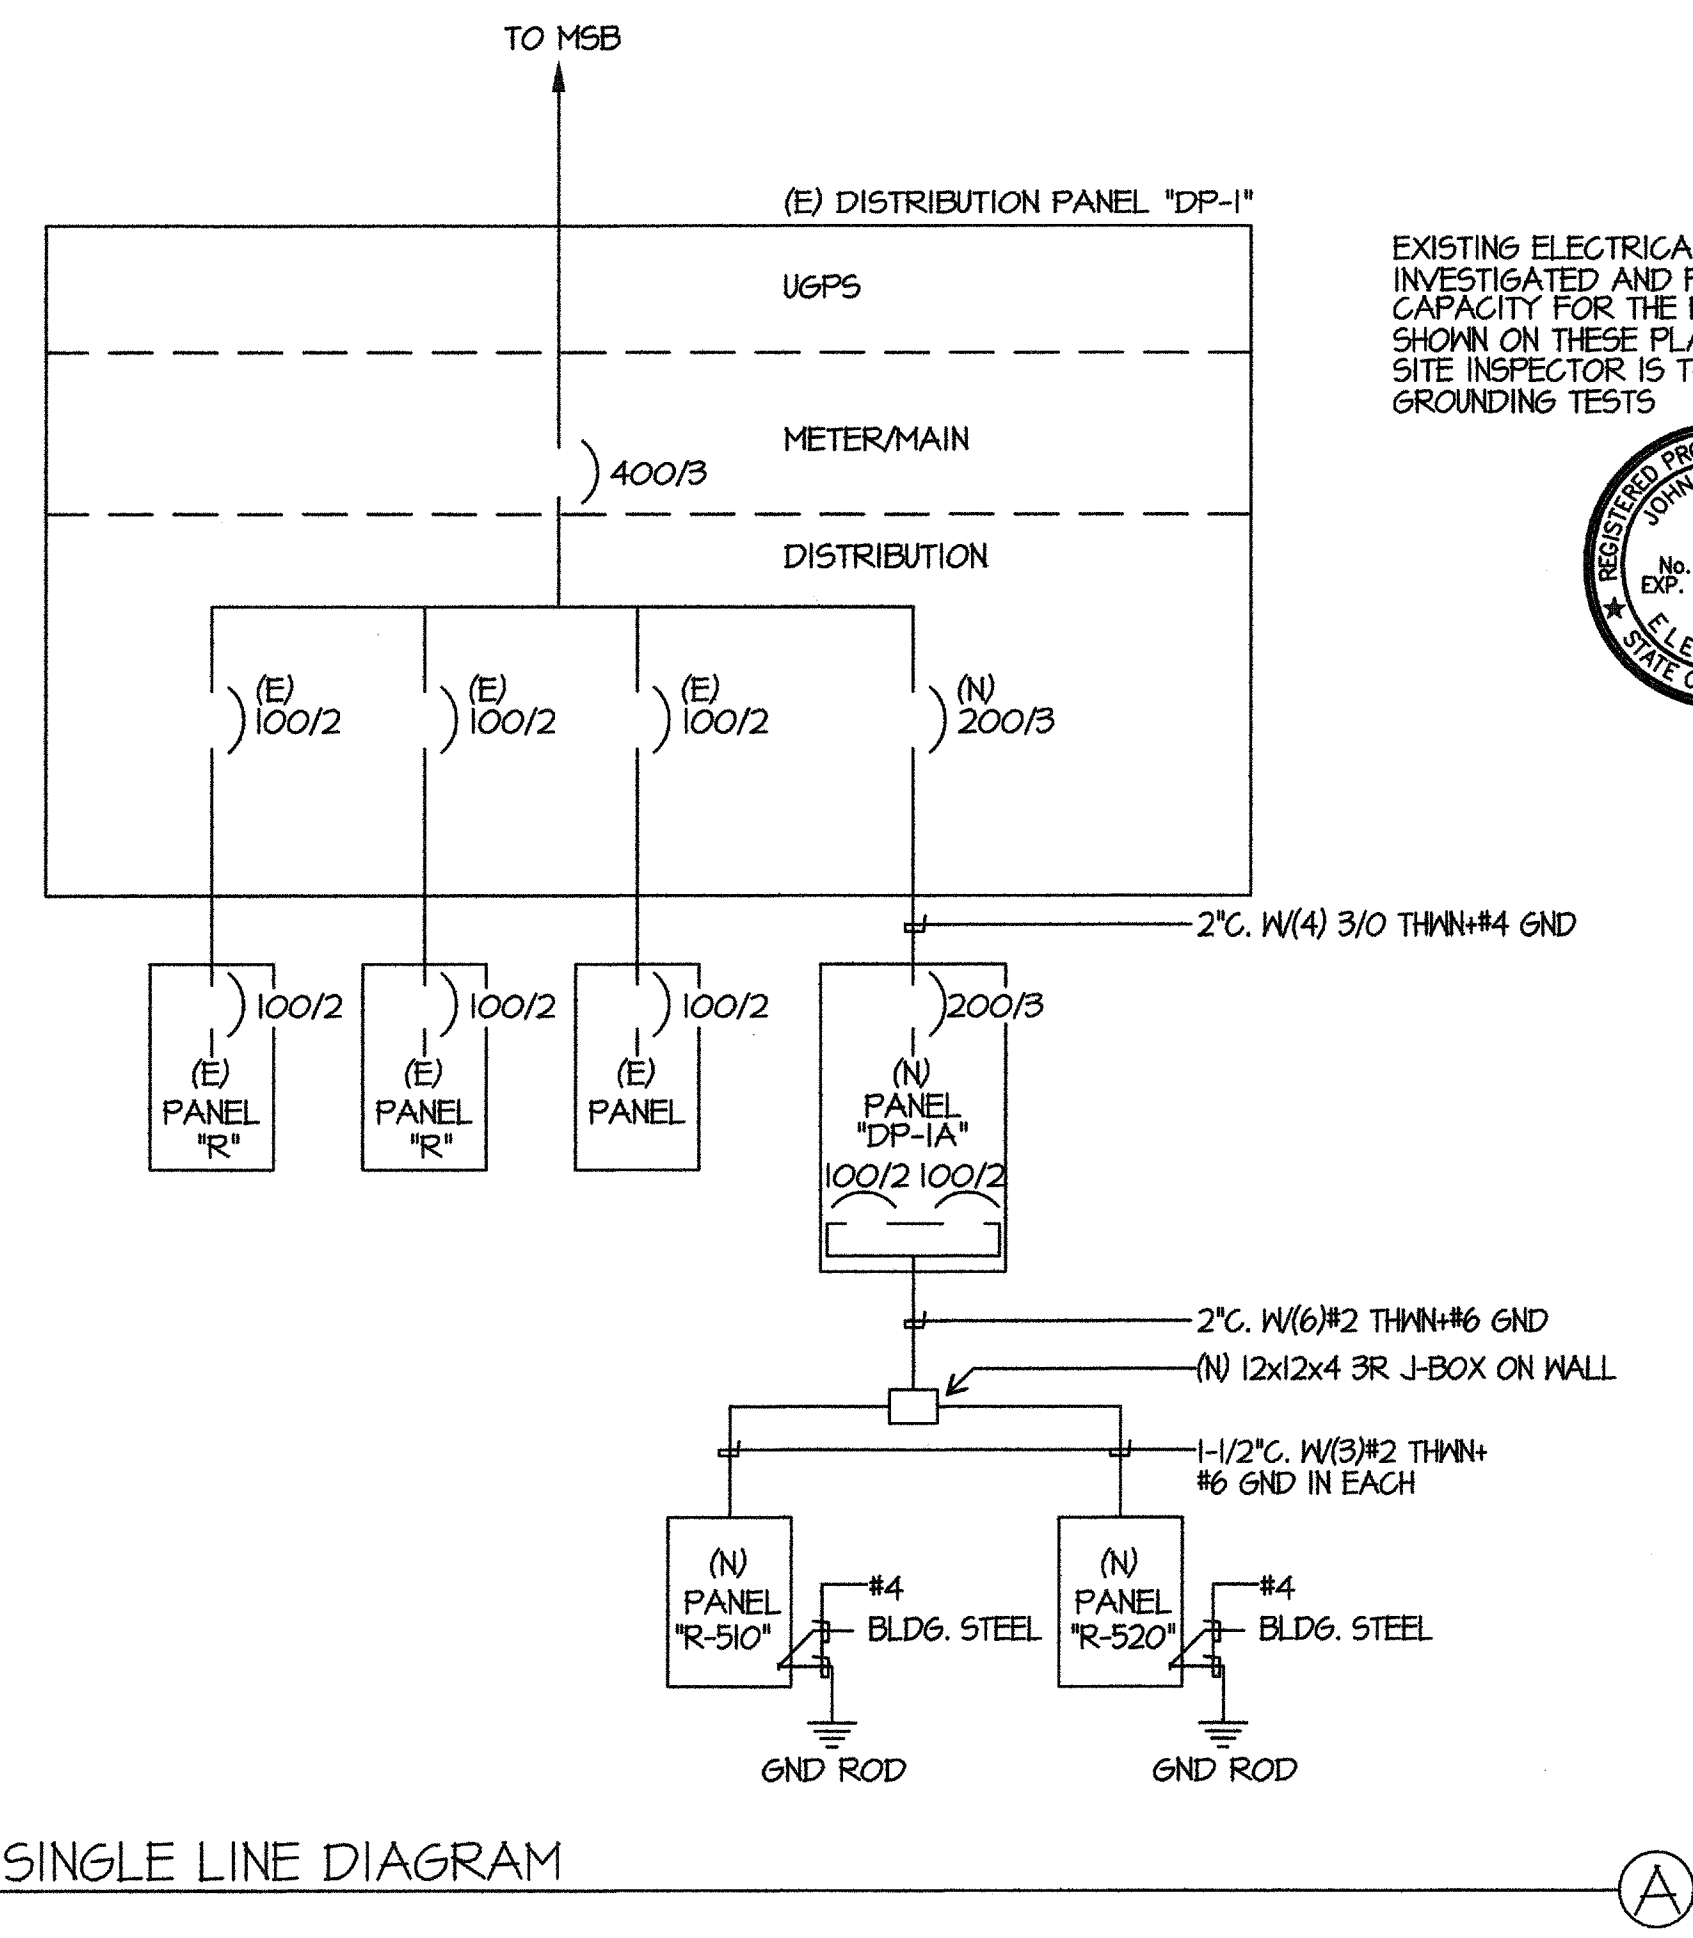 TO MSB
(E) DISTRIBUTION PANEL "DP-1"
UGPS
METER/MAIN
400/3
DISTRIBUTION
(E)
100/2
(E)
100/2
(E)
100/2
(N)
200/3
2"C. W/(4) 3/0 THWN+#4 GND
100/2
(E)
PANEL
"R"
100/2
(E)
PANEL
"R"
100/2
(E)
PANEL
200/3
(N)
PANEL
"DP-1A"
100/2 100/2
2"C. W/(6)#2 THWN+#6 GND
(N) 12x12x4 3R J-BOX ON WALL
1-1/2"C. W/(3)#2 THWN+
#6 GND IN EACH
(N)
PANEL
"R-510"
#4
BLDG. STEEL
GND ROD
(N)
PANEL
"R-520"
#4
BLDG. STEEL
GND ROD
EXISTING ELECTRICA
INVESTIGATED AND
CAPACITY FOR THE
SHOWN ON THESE PLA
SITE INSPECTOR IS T
GROUNDING TESTS
REGISTERED PRO
JOHN
No.
EXP.
ELE
STATE
SINGLE LINE DIAGRAM
A